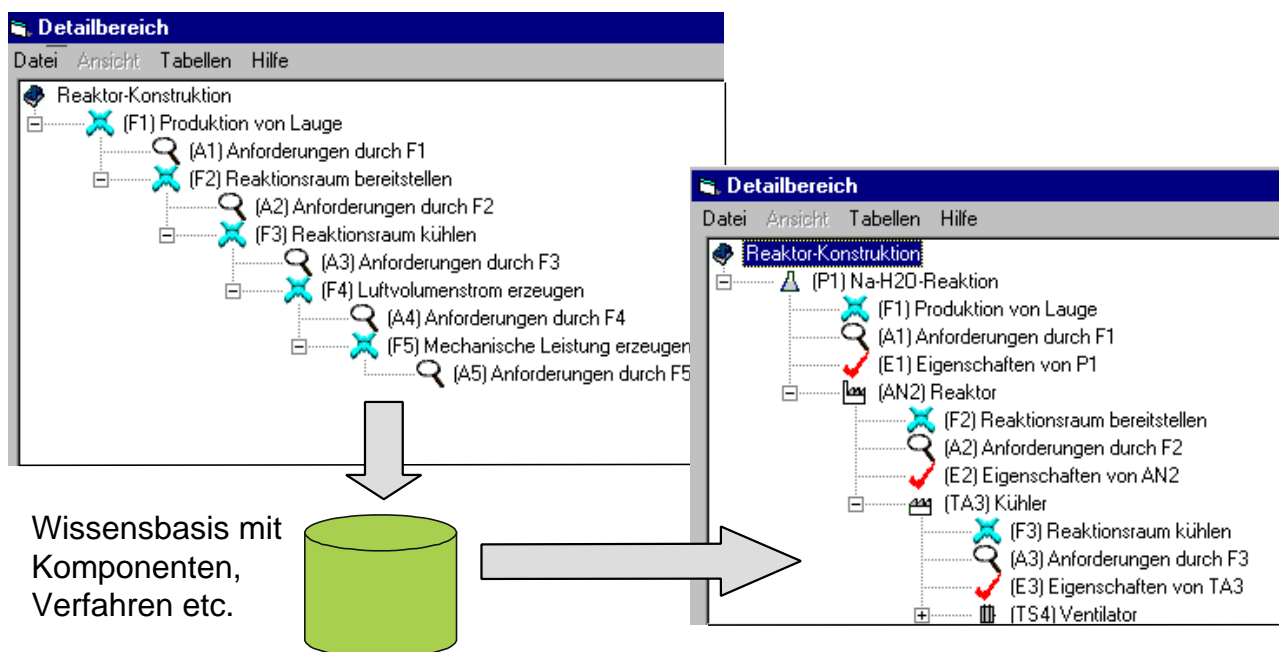 Detailbereich
Datei Ansicht Tabellen Hilfe
Reaktor-Konstruktion
(F1) Produktion von Lauge
(A1) Anforderungen durch F1
(F2) Reaktionsraum bereitstellen
(A2) Anforderungen durch F2
(F3) Reaktionsraum kühlen
(A3) Anforderungen durch F3
(F4) Luftvolumenstrom erzeugen
(A4) Anforderungen durch F4
(F5) Mechanische Leistung erzeugen
(A5) Anforderungen durch F5
Wissensbasis mit
Komponenten,
Verfahren etc.
Detailbereich
Datei Ansicht Tabellen Hilfe
Reaktor-Konstruktion
(P1) Na-H2O-Reaktion
(F1) Produktion von Lauge
(A1) Anforderungen durch F1
(E1) Eigenschaften von P1
(AN2) Reaktor
(F2) Reaktionsraum bereitstellen
(A2) Anforderungen durch F2
(E2) Eigenschaften von AN2
(TA3) Kühler
(F3) Reaktionsraum kühlen
(A3) Anforderungen durch F3
(E3) Eigenschaften von TA3
(TS4) Ventilator